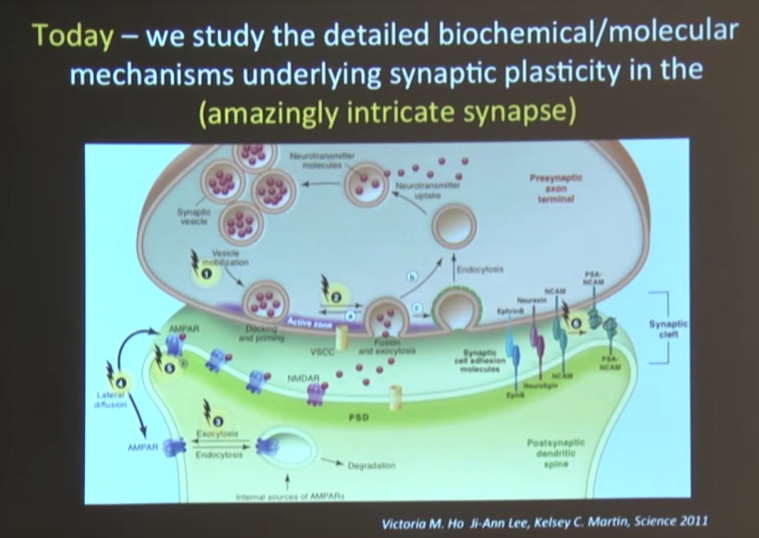 Today – we study the detailed biochemical/molecular
mechanisms underlying synaptic plasticity in the
(amazingly intricate synapse)
Neurotransmitter
molecules
Neurotransmitter
uptake
Presynaptic
axon
terminal
Synaptic
vesicle
Vesicle
mobilization
1
2
a
b
c
Endocytosis
Active zone
Docking
and priming
VSCC
Fusion
and exocytosis
Synaptic
cell adhesion
molecules
EphrinB
Neurexin
NCAM
PSA-
NCAM
6
Synaptic
cleft
EphB
Neuroligin
NCAM
PSA-
NCAM
AMPAR
5
NMDAR
PSD
4
Lateral
diffusion
3
AMPAR
Exocytosis
Endocytosis
Degradation
Internal sources of AMPARs
Postsynaptic
dendritic
spine
Victoria M. Ho Ji-Ann Lee, Kelsey C. Martin, Science 2011